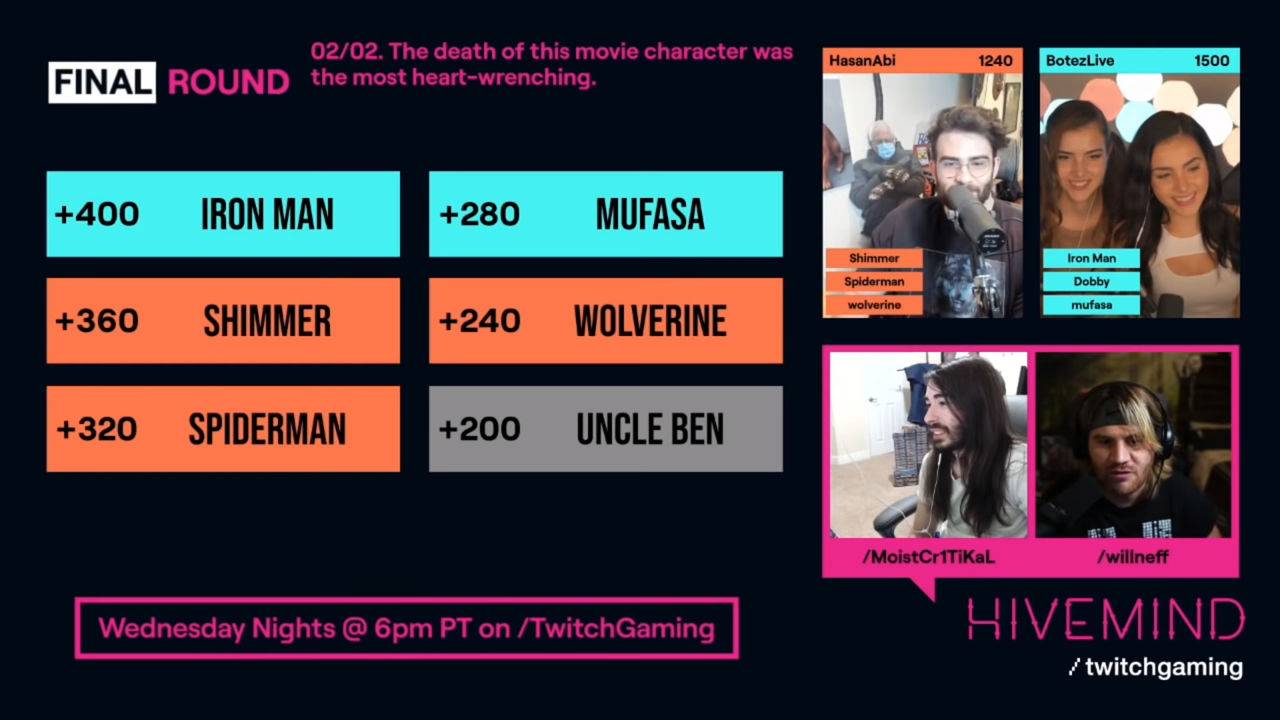 FINAL ROUND
02/02. The death of this movie character was
the most heart-wrenching.
+400 IRON MAN
+280 MUFASA
+360 SHIMMER
+240 WOLVERINE
+320 SPIDERMAN
+200 UNCLE BEN
HasanAbi 1240
Shimmer
Spiderman
wolverine
BotezLive 1500
Iron Man
Dobby
mufasa
/MoistCr1TiKaL
/willneff
Wednesday Nights @ 6pm PT on /TwitchGaming
HIVEMIND
/twitchgaming